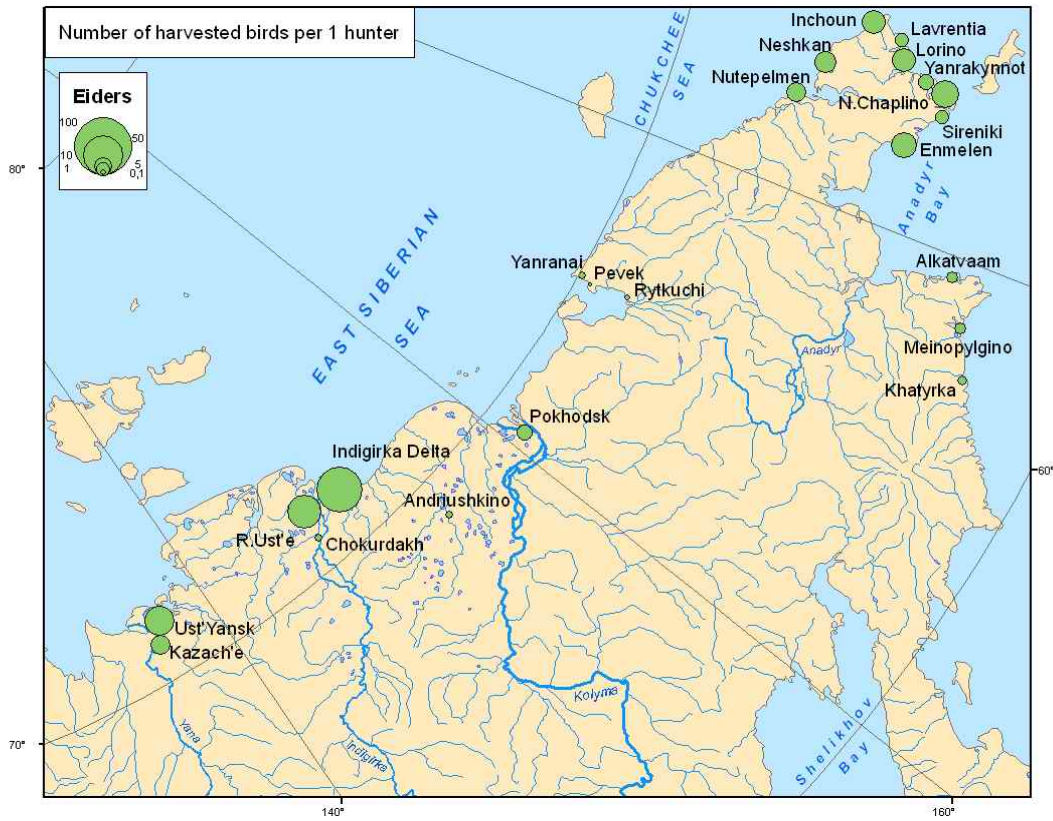 Number of harvested birds per 1 hunter
Eiders
100
50
10
5
1
0,1
CHUKCHEE
SEA
Inchoun
Lavrentia
Neshkan
Lorino
Yanrakynnot
Nutepelmen
N.Chaplino
Sireniki
Enmelen
Anadyr
Bay
80°
EAST SIBERIAN
SEA
Yanranai
Pevek
Rytkuchi
Alkatvaam
Anadyr
Meinopylgino
Khatyrka
Pokhodsk
Indigirka Delta
60°
Andriushkino
R.Ust'e
Chokurdakh
Ust'Yansk
Kazach'e
Kolyma
Shelikhov
Bay
Yana
Indigirka
70°
140°
160°